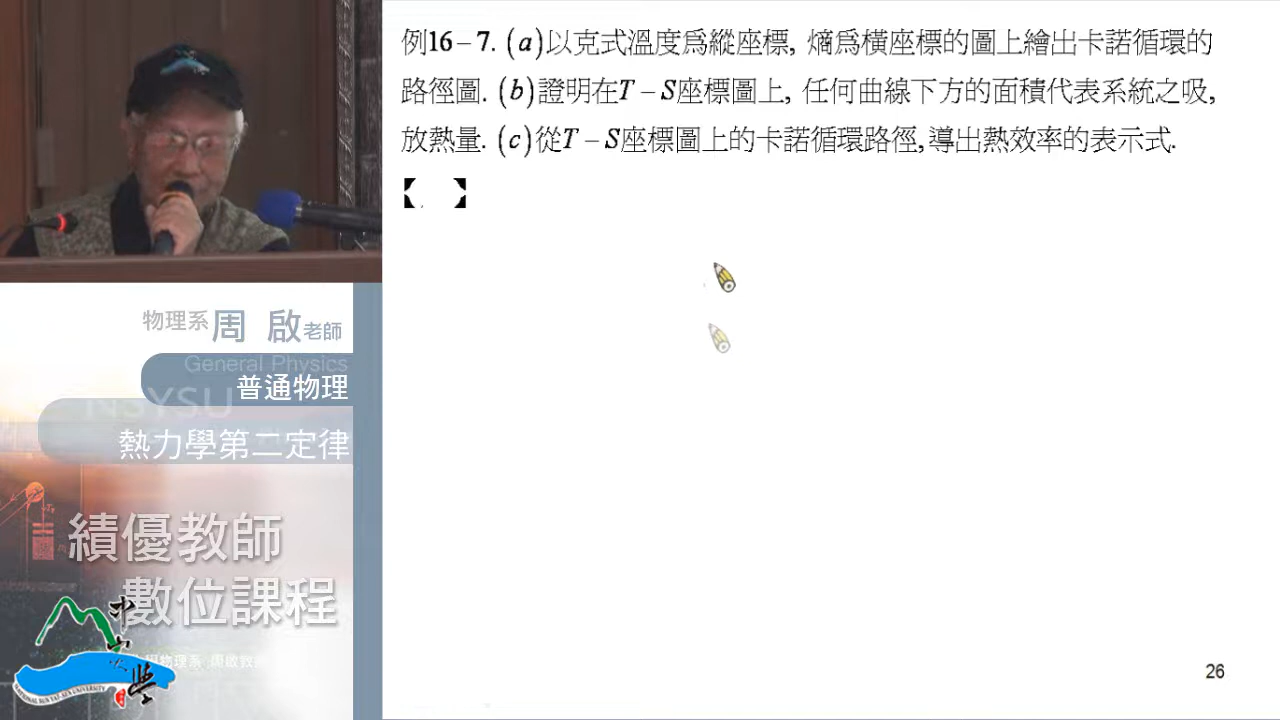 例16－7. (a)以克式溫度為縱座標, 熵為橫座標的圖上繪出卡諾循環的
路徑圖. (b)證明在T－S座標圖上, 任何曲線下方的面積代表系統之吸,
放熱量. (c)從T－S座標圖上的卡諾循環路徑,導出熱效率的表示式.
【 】
物理系周 啟老師
General Physics
普通物理
NSYSU
熱力學第二定律
績優教師
數位課程
26